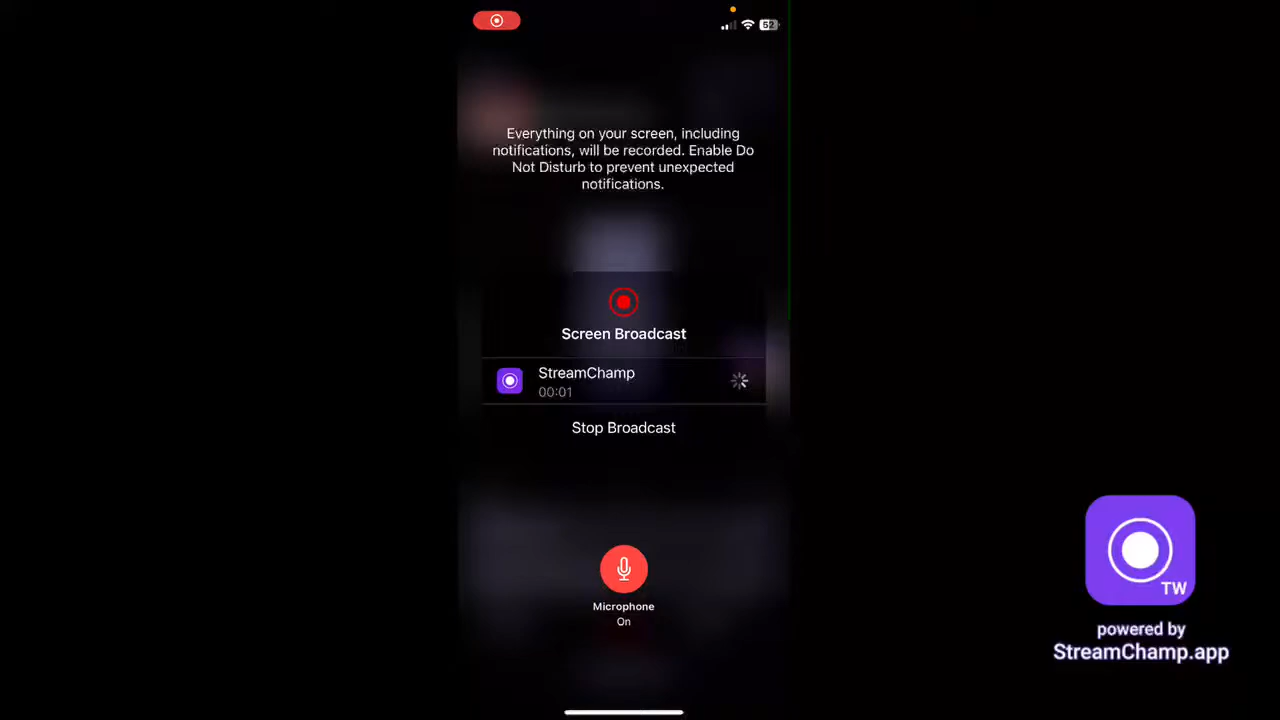 52
Everything on your screen, including
notifications, will be recorded. Enable Do
Not Disturb to prevent unexpected
notifications.
Screen Broadcast
StreamChamp
00:01
Stop Broadcast
Microphone
On
TW
powered by
StreamChamp.app